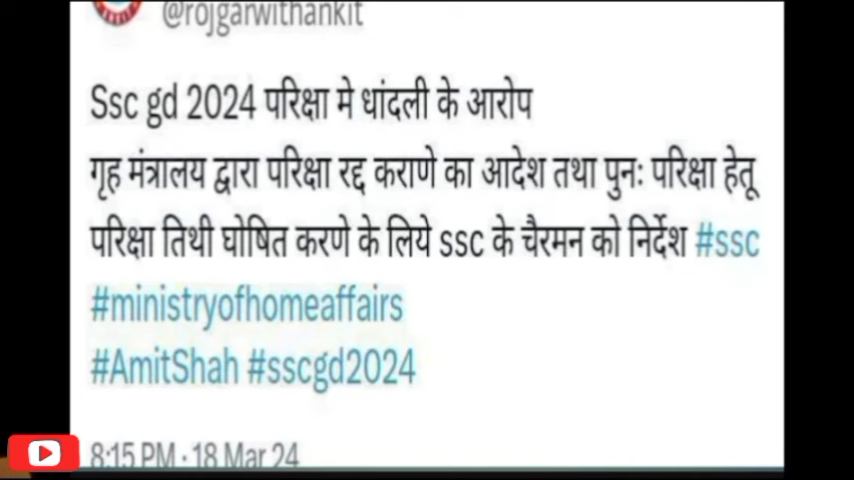 @rojgarwithankit
Ssc gd 2024 परिक्षा मे धांदली के आरोप
गृह मंत्रालय द्वारा परिक्षा रद्द कराणे का आदेश तथा पुनः परिक्षा हेतू
परिक्षा तिथी घोषित करणे के लिये ssc के चैरमन को निर्देश #ssc
#ministryofhomeaffairs
#AmitShah #sscgd2024
8:15 PM · 18 Mar 24